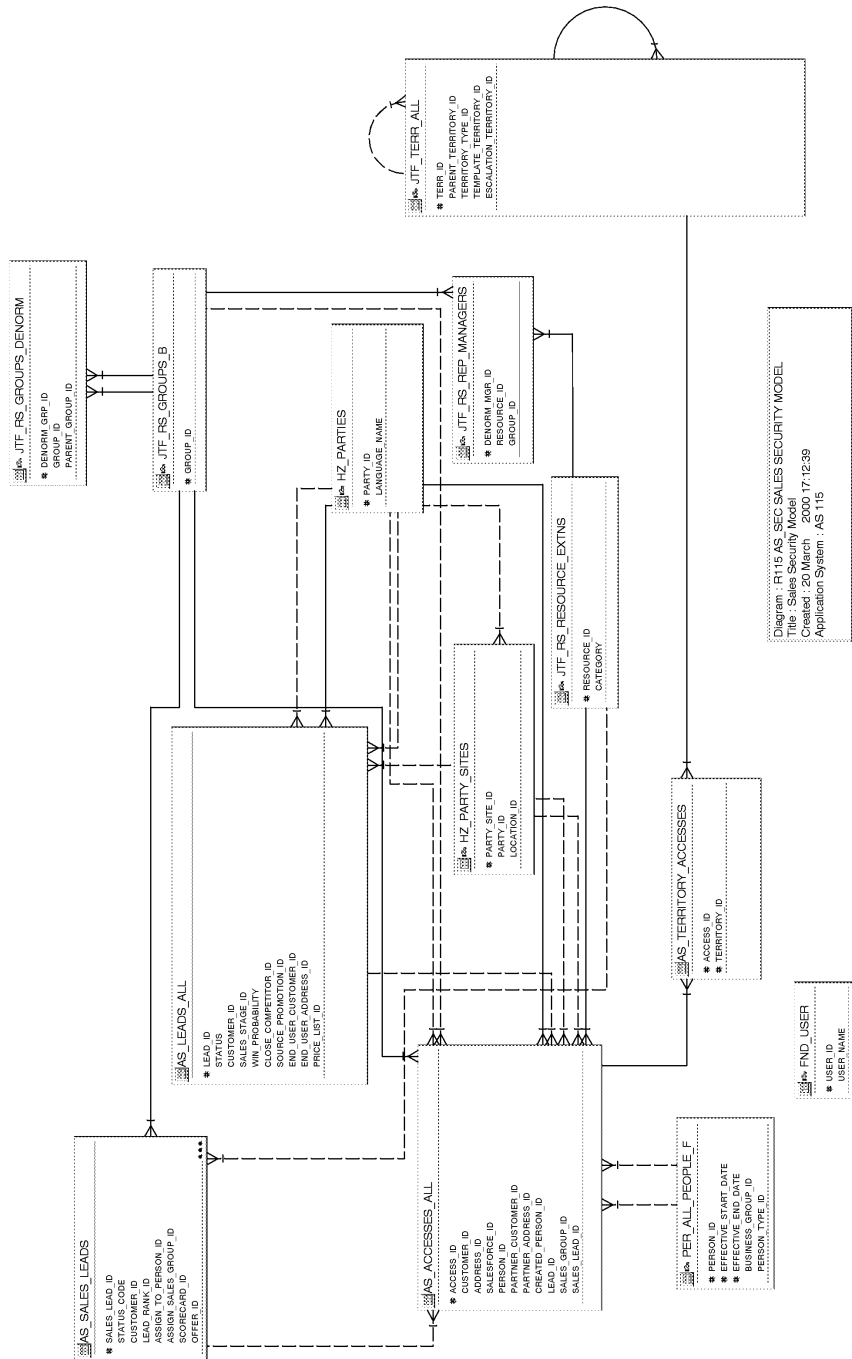 AS_SALES_LEADS
# SALES_LEAD_ID
STATUS_CODE
CUSTOMER_ID
LEAD_RANK_ID
ASSIGN_TO_PERSON_ID
ASSIGN_SALES_GROUP_ID
SCORECARD_ID
OFFER_ID
AS_LEADS_ALL
# LEAD_ID
STATUS
CUSTOMER_ID
SALES_STAGE_ID
WIN_PROBABILITY
CLOSE_COMPETITOR_ID
SOURCE_PROMOTION_ID
END_USER_CUSTOMER_ID
END_USER_ADDRESS_ID
PRICE_LIST_ID
JTF_RS_GROUPS_DENORM
# DENORM_GRP_ID
GROUP_ID
PARENT_GROUP_ID
JTF_RS_GROUPS_B
# GROUP_ID
HZ_PARTIES
# PARTY_ID
LANGUAGE_NAME
JTF_TERR_ALL
# TERR_ID
PARENT_TERRITORY_ID
TERRITORY_TYPE_ID
TEMPLATE_TERRITORY_ID
ESCALATION_TERRITORY_ID
AS_ACCESSES_ALL
# ACCESS_ID
CUSTOMER_ID
ADDRESS_ID
SALESFORCE_ID
PERSON_ID
PARTNER_CUSTOMER_ID
PARTNER_ADDRESS_ID
CREATED_PERSON_ID
LEAD_ID
SALES_GROUP_ID
SALES_LEAD_ID
HZ_PARTY_SITES
# PARTY_SITE_ID
PARTY_ID
LOCATION_ID
JTF_RS_REP_MANAGERS
# DENORM_MGR_ID
RESOURCE_ID
GROUP_ID
JTF_RS_RESOURCE_EXTNS
# RESOURCE_ID
CATEGORY
PER_ALL_PEOPLE_F
# PERSON_ID
# EFFECTIVE_START_DATE
# EFFECTIVE_END_DATE
BUSINESS_GROUP_ID
PERSON_TYPE_ID
AS_TERRITORY_ACCESSES
# ACCESS_ID
# TERRITORY_ID
FND_USER
# USER_ID
USER_NAME
Diagram : R115 AS_SEC SALES SECURITY MODEL
Title : Sales Security Model
Created : 20 March 2000 17:12:39
Application System : AS 115